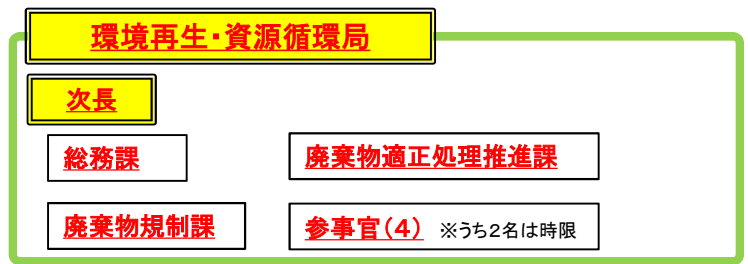 環境再生・資源循環局
次長
総務課
廃棄物適正処理推進課
廃棄物規制課
参事官（４） ※うち２名は時限